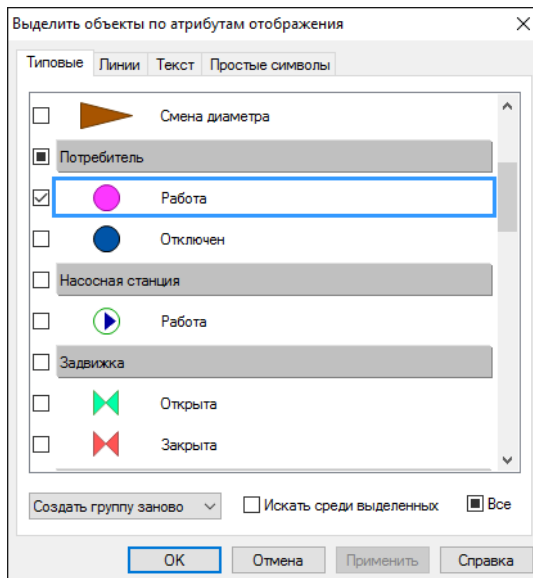 Выделить объекты по атрибутам отображения
Типовые Линии Текст Простые символы
Смена диаметра
Потребитель
Работа
Отключен
Насосная станция
Работа
Задвижка
Открыта
Закрыта
Создать группу заново Искать среди выделенных Все
OK Отмена Применить Справка